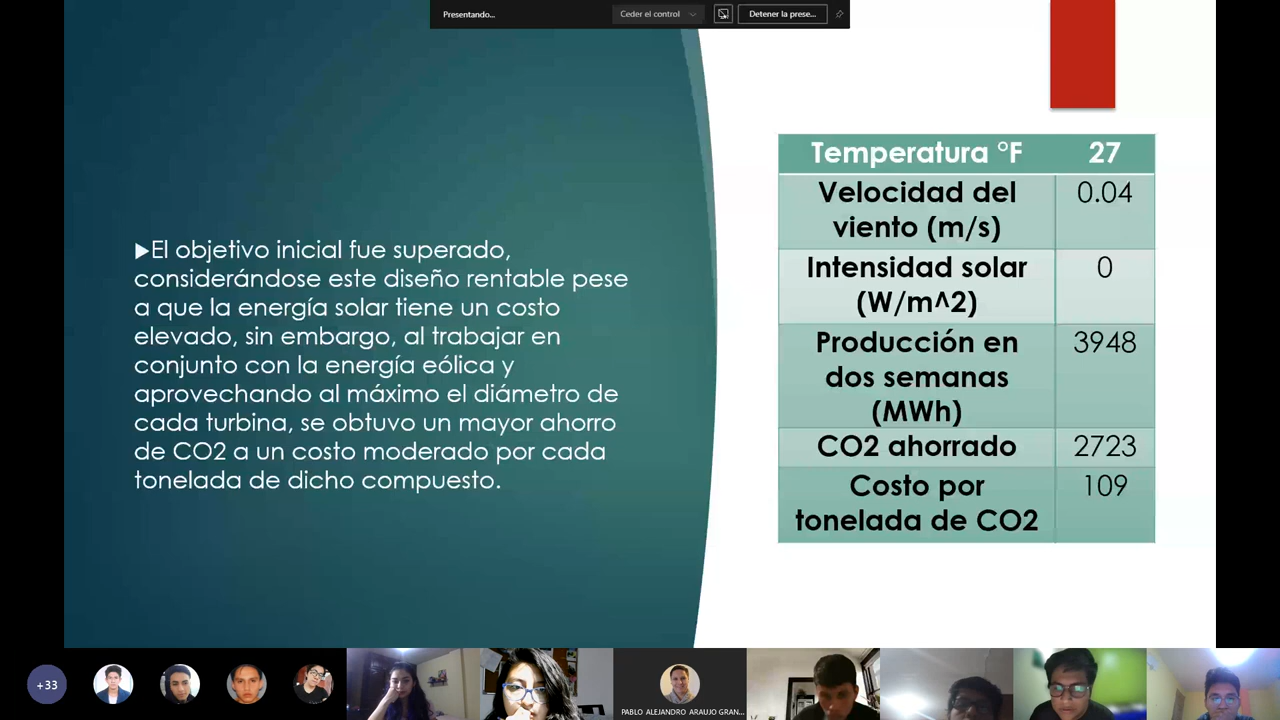 Presentando...
Ceder el control
Detener la prese...
▶El objetivo inicial fue superado,
considerándose este diseño rentable pese
a que la energía solar tiene un costo
elevado, sin embargo, al trabajar en
conjunto con la energía eólica y
aprovechando al máximo el diámetro de
cada turbina, se obtuvo un mayor ahorro
de CO2 a un costo moderado por cada
tonelada de dicho compuesto.
Temperatura °F 27
Velocidad del 0.04
viento (m/s)
Intensidad solar 0
(W/m^2)
Producción en 3948
dos semanas
(MWh)
CO2 ahorrado 2723
Costo por 109
tonelada de CO2
+33
PABLO ALEJANDRO ARAUJO GRAN...